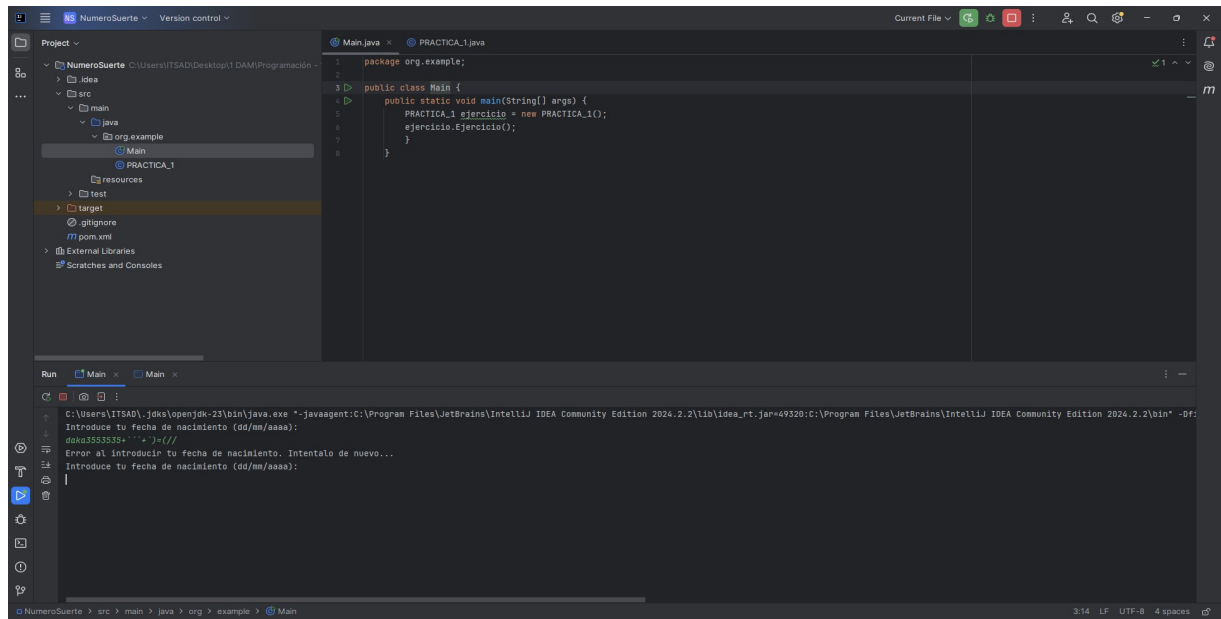 NS NumeroSuerte Version control
Current File
Project
NumeroSuerte C:\Users\ITSAD\Desktop\1 DAM\Programación -
.idea
src
main
java
org.example
Main
PRACTICA_1
resources
test
target
.gitignore
pom.xml
External Libraries
Scratches and Consoles
Main.java × PRACTICA_1.java
1 package org.example;
2
3 public class Main {
4 public static void main(String[] args) {
5 PRACTICA_1 ejercicio = new PRACTICA_1();
6 ejercicio.Ejercicio();
7 }
8 }
1
Run Main × Main ×
C:\Users\ITSAD\.jdks\openjdk-23\bin\java.exe "-javaagent:C:\Program Files\JetBrains\IntelliJ IDEA Community Edition 2024.2.2\lib\idea_rt.jar=49320:C:\Program Files\JetBrains\IntelliJ IDEA Community Edition 2024.2.2\bin" -Dfi
Introduce tu fecha de nacimiento (dd/mm/aaaa):
daka3553535+```+´)=(//
Error al introducir tu fecha de nacimiento. Intentalo de nuevo...
Introduce tu fecha de nacimiento (dd/mm/aaaa):
NumeroSuerte > src > main > java > org > example > Main
3:14 LF UTF-8 4 spaces